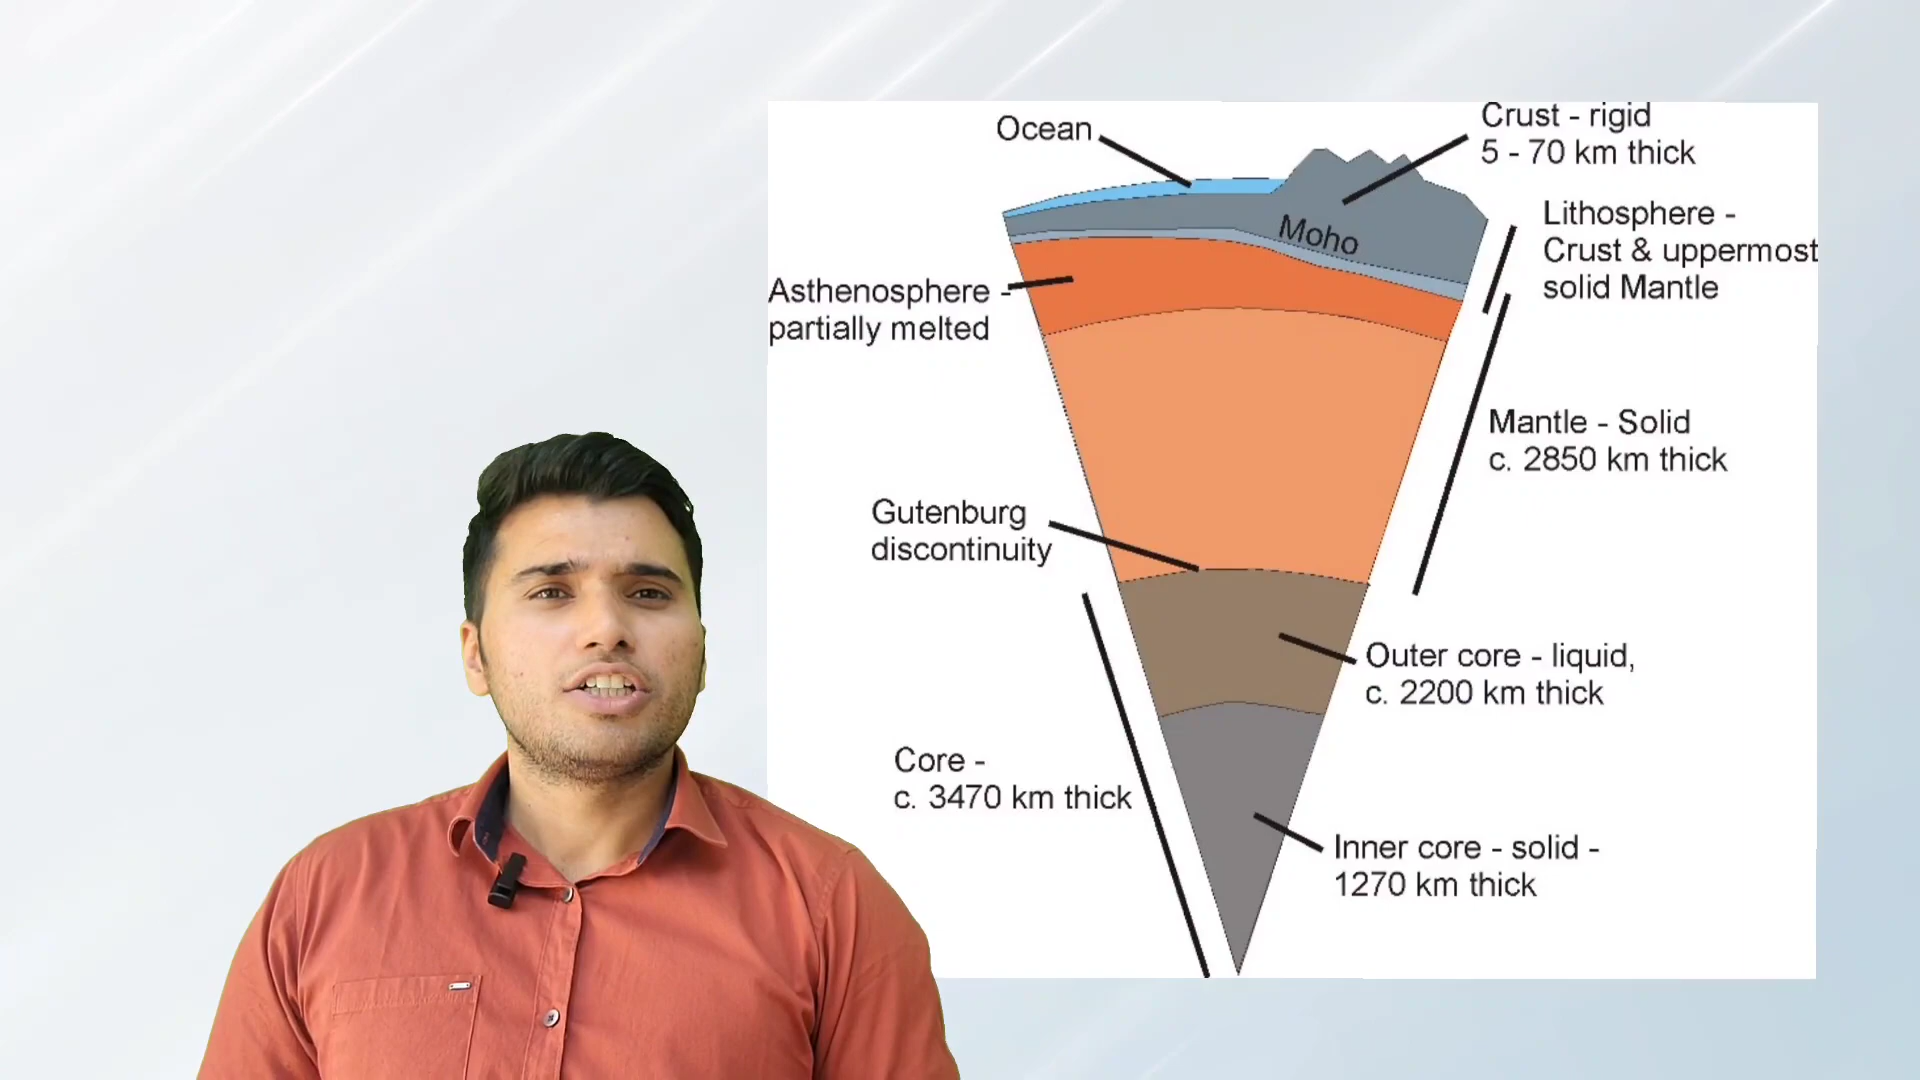 Ocean
Crust - rigid
5 - 70 km thick
Lithosphere -
Crust & uppermost
solid Mantle
Moho
Asthenosphere -
partially melted
Mantle - Solid
c. 2850 km thick
Gutenburg
discontinuity
Outer core - liquid,
c. 2200 km thick
Core -
c. 3470 km thick
Inner core - solid -
1270 km thick